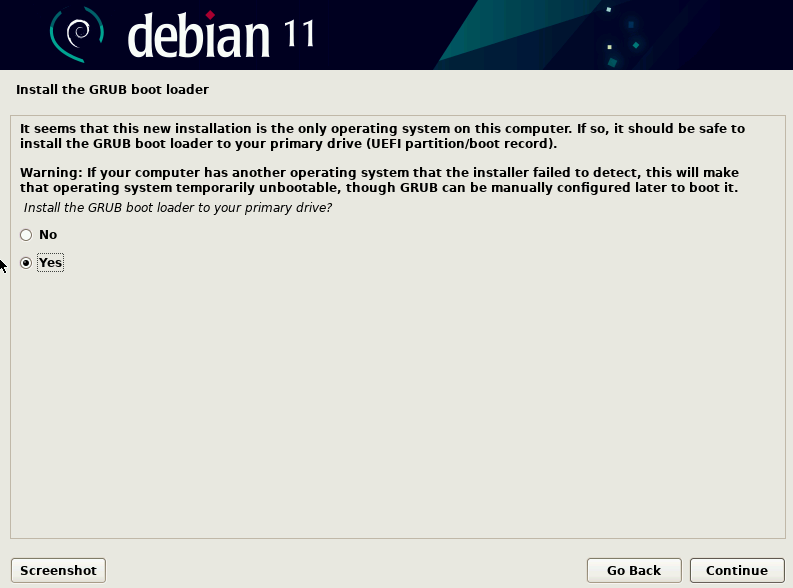 debian 11
Install the GRUB boot loader
It seems that this new installation is the only operating system on this computer. If so, it should be safe to
install the GRUB boot loader to your primary drive (UEFI partition/boot record).
Warning: If your computer has another operating system that the installer failed to detect, this will make
that operating system temporarily unbootable, though GRUB can be manually configured later to boot it.
Install the GRUB boot loader to your primary drive?
No
Yes
Screenshot
Go Back
Continue